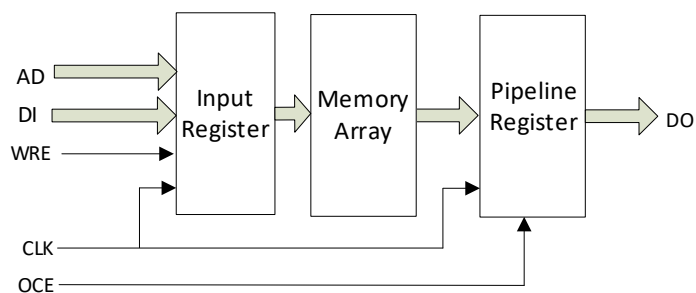 AD
DI
WRE
CLK
OCE
Input
Register
Memory
Array
Pipeline
Register
DO